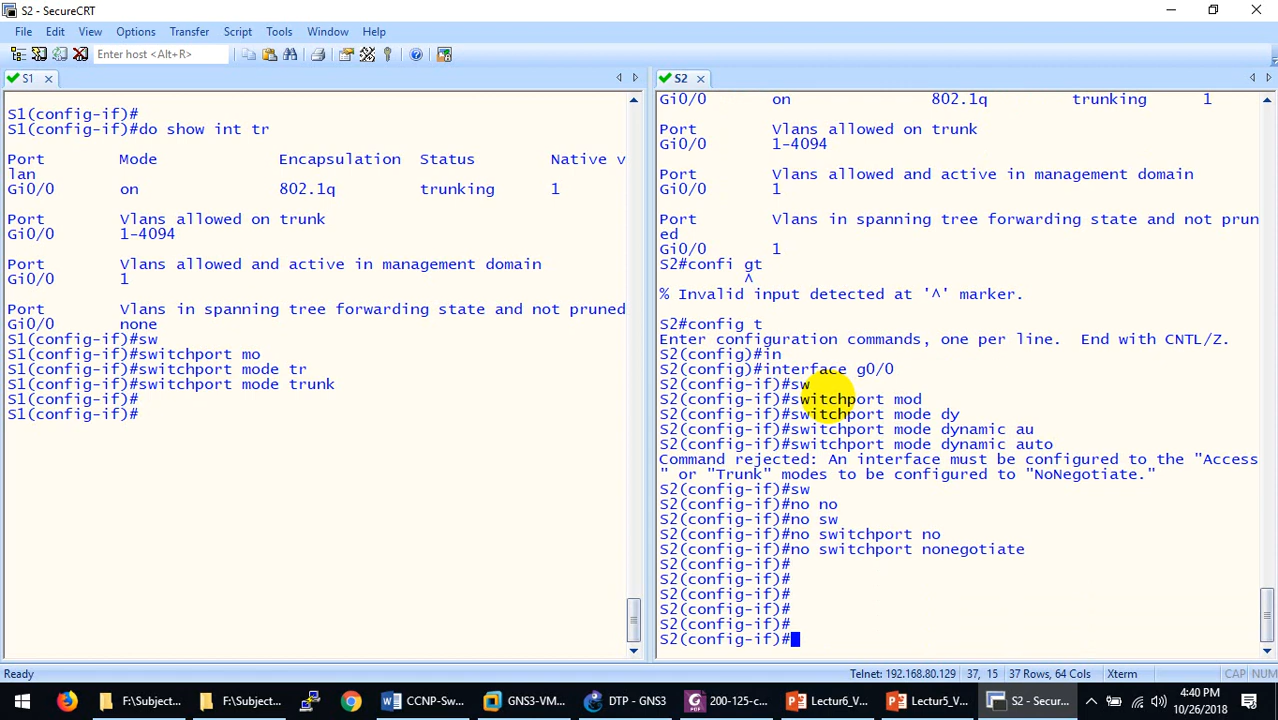 S2 - SecureCRT
File Edit View Options Transfer Script Tools Window Help
Enter host <Alt+R>
S1
S1(config-if)#
S1(config-if)#do show int tr
Port Mode Encapsulation Status Native v
lan
Gi0/0 on 802.1q trunking 1
Port Vlans allowed on trunk
Gi0/0 1-4094
Port Vlans allowed and active in management domain
Gi0/0 1
Port Vlans in spanning tree forwarding state and not pruned
Gi0/0 none
S1(config-if)#sw
S1(config-if)#switchport mo
S1(config-if)#switchport mode tr
S1(config-if)#switchport mode trunk
S1(config-if)#
S1(config-if)#
S2
Gi0/0 on 802.1q trunking 1
Port Vlans allowed on trunk
Gi0/0 1-4094
Port Vlans allowed and active in management domain
Gi0/0 1
Port Vlans in spanning tree forwarding state and not prun
ed
Gi0/0 1
S2#confi gt
^
% Invalid input detected at '^' marker.
S2#config t
Enter configuration commands, one per line. End with CNTL/Z.
S2(config)#in
S2(config)#interface g0/0
S2(config-if)#sw
S2(config-if)#switchport mod
S2(config-if)#switchport mode dy
S2(config-if)#switchport mode dynamic au
S2(config-if)#switchport mode dynamic auto
Command rejected: An interface must be configured to the "Access
" or "Trunk" modes to be configured to "NoNegotiate."
S2(config-if)#sw
S2(config-if)#no no
S2(config-if)#no sw
S2(config-if)#no switchport no
S2(config-if)#no switchport nonegotiate
S2(config-if)#
S2(config-if)#
S2(config-if)#
S2(config-if)#
S2(config-if)#
S2(config-if)#
Ready Telnet: 192.168.80.129 37, 15 37 Rows, 64 Cols Xterm CAP NUM
F:\Subject... F:\Subject... CCNP-Sw... GNS3-VM... DTP - GNS3 200-125-c... Lectur6_V... Lectur5_V... S2 - Secur...
4:40 PM
10/26/2018